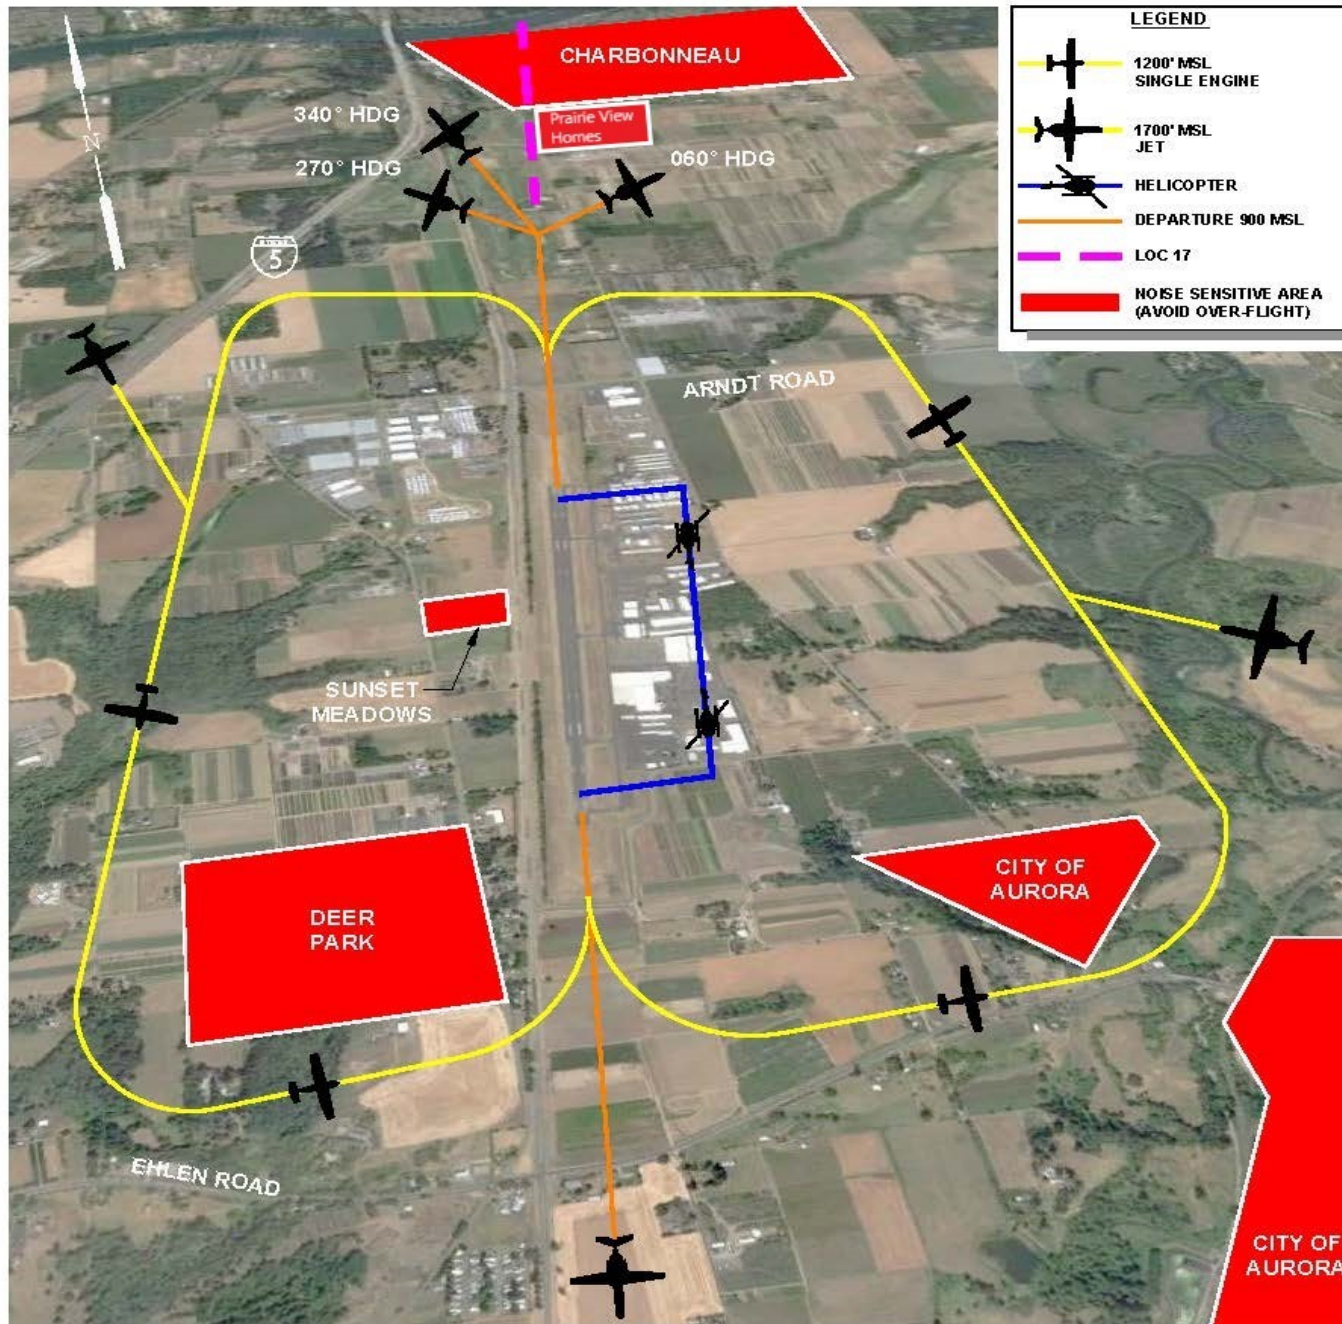 LEGEND
1200' MSL
SINGLE ENGINE
1700' MSL
JET
HELICOPTER
DEPARTURE 900 MSL
LOC 17
NOISE SENSITIVE AREA
(AVOID OVER-FLIGHT)
CHARBONNEAU
340° HDG
Prairie View
Homes
270° HDG
060° HDG
N
5
ARNDT ROAD
SUNSET
MEADOWS
CITY OF
AURORA
DEER
PARK
EHLEN ROAD
CITY OF
AURORA